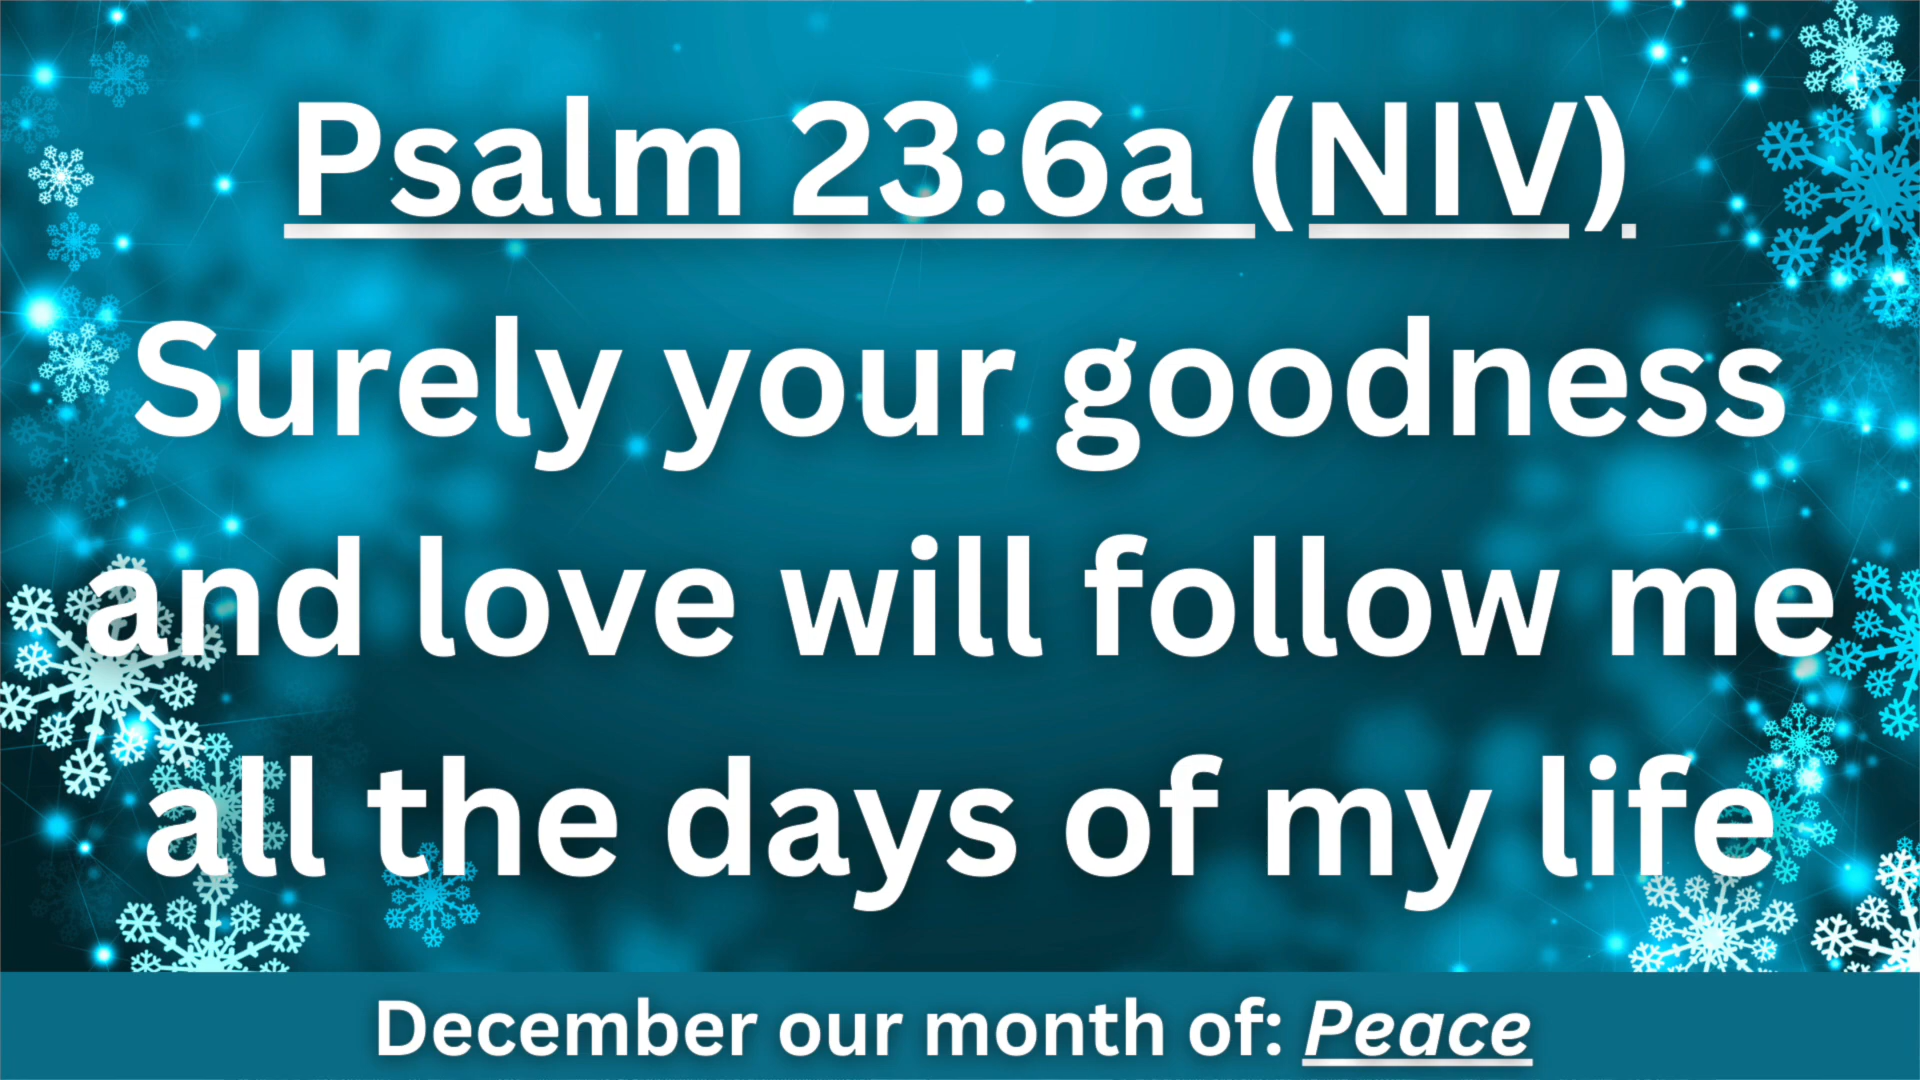 Psalm 23:6a (NIV)
Surely your goodness
and love will follow me
all the days of my life
December our month of: Peace